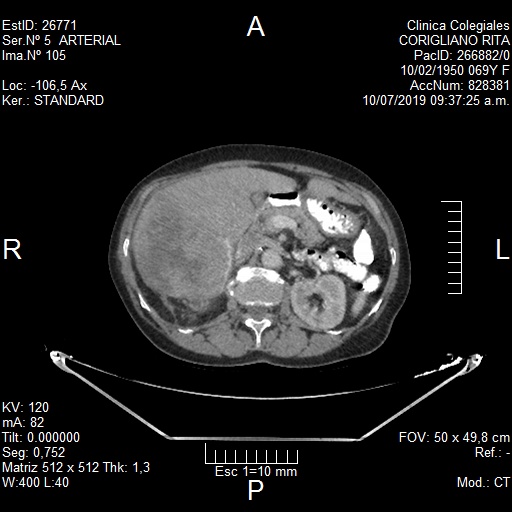 EstID: 26771
Ser.Nº 5 ARTERIAL
Ima.Nº 105
Loc: -106,5 Ax
Ker.: STANDARD
A
Clinica Colegiales
CORIGLIANO RITA
PacID: 266882/0
10/02/1950 069Y F
AccNum: 828381
10/07/2019 09:37:25 a.m.
R
L
KV: 120
mA: 82
Tilt: 0.000000
Seg: 0,752
Matriz 512 x 512 Thk: 1,3
W:400 L:40
Esc 1=10 mm
P
FOV: 50 x 49,8 cm
Ref.: -
Mod.: CT